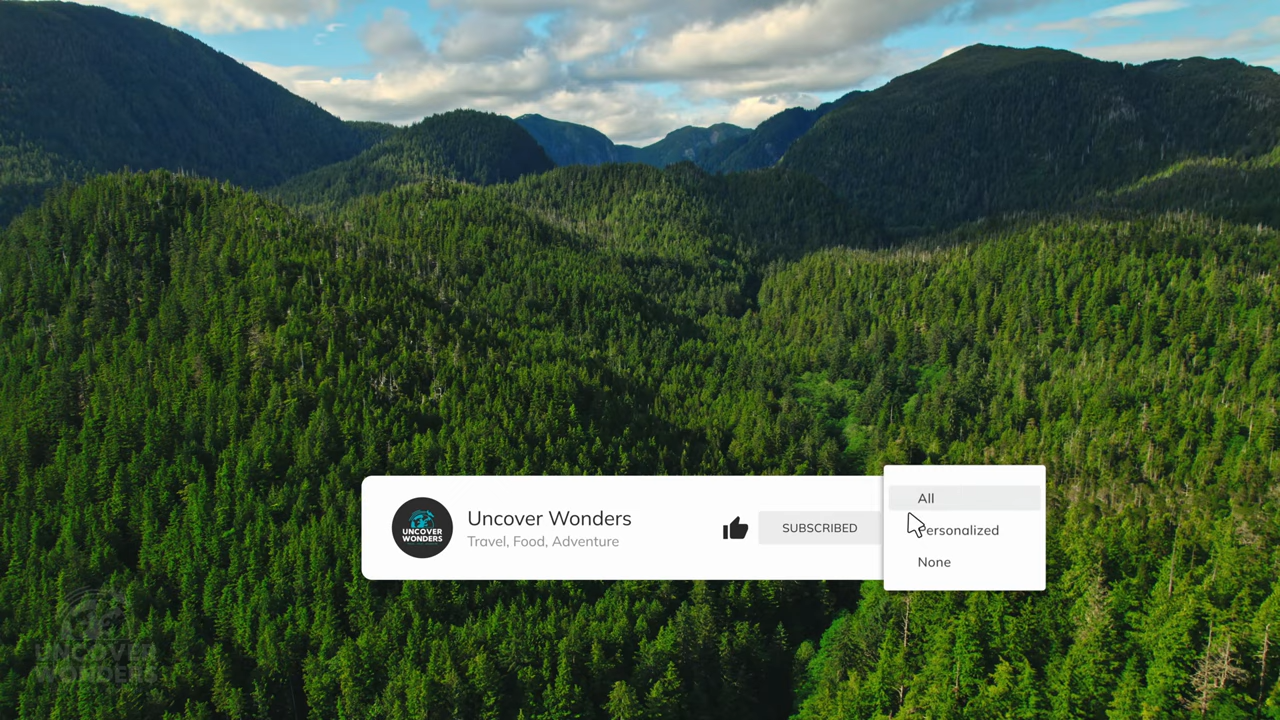 Uncover Wonders
Travel, Food, Adventure
UNCOVER
WONDERS
SUBSCRIBED
All
Personalized
None
UNCOVER
WONDERS